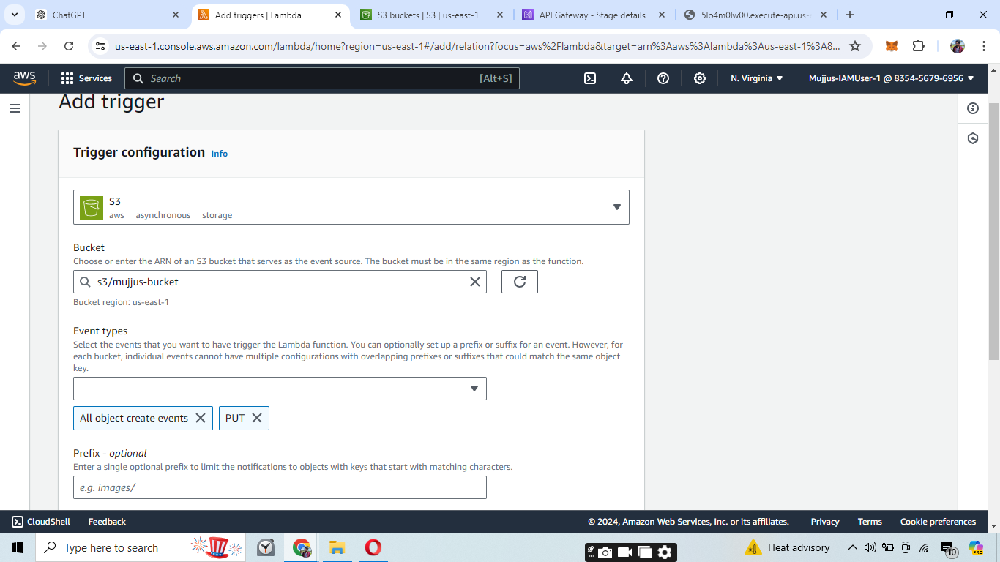 ChatGPT
Add triggers | Lambda
S3 buckets | S3 | us-east-1
API Gateway - Stage details
5lo4m0lw00.execute-api.us-
us-east-1.console.aws.amazon.com/lambda/home?region=us-east-1#/add/relation?focus=aws%2Flambda&target=arn%3Aaws%3Alambda%3Aus-east-1%3A8...
aws
Services
Search
[Alt+S]
N. Virginia
Mujjus-IAMUser-1 @ 8354-5679-6956
Add trigger
Trigger configuration Info
S3
aws asynchronous storage
Bucket
Choose or enter the ARN of an S3 bucket that serves as the event source. The bucket must be in the same region as the function.
s3/mujjus-bucket
Bucket region: us-east-1
Event types
Select the events that you want to have trigger the Lambda function. You can optionally set up a prefix or suffix for an event. However, for
each bucket, individual events cannot have multiple configurations with overlapping prefixes or suffixes that could match the same object
key.
All object create events
PUT
Prefix - optional
Enter a single optional prefix to limit the notifications to objects with keys that start with matching characters.
e.g. images/
CloudShell
Feedback
© 2024, Amazon Web Services, Inc. or its affiliates.
Privacy
Terms
Cookie preferences
Type here to search
Heat advisory
10
PRE